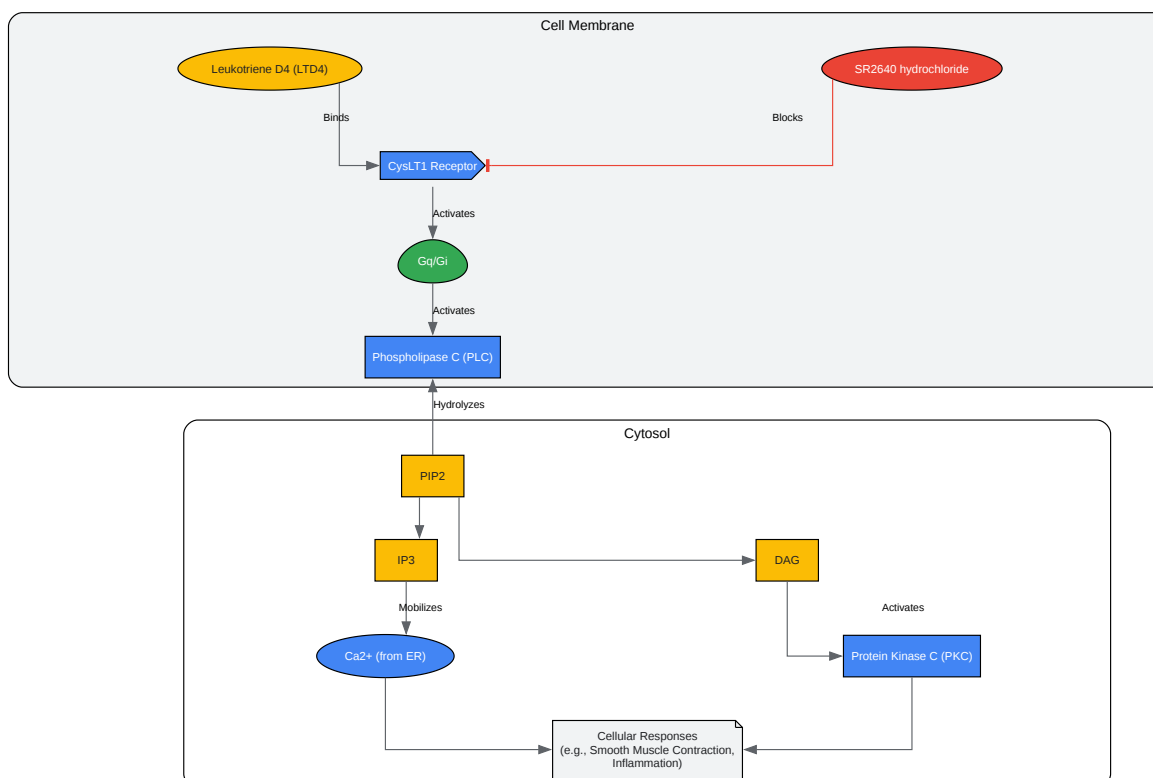 Cell Membrane
Leukotriene D4 (LTD4)
SR2640 hydrochloride
Binds
Blocks
CysLT1 Receptor
Activates
Gq/Gi
Activates
Phospholipase C (PLC)
Hydrolyzes
Cytosol
PIP2
IP3
DAG
Mobilizes
Activates
Ca2+ (from ER)
Protein Kinase C (PKC)
Cellular Responses
(e.g., Smooth Muscle Contraction,
Inflammation)